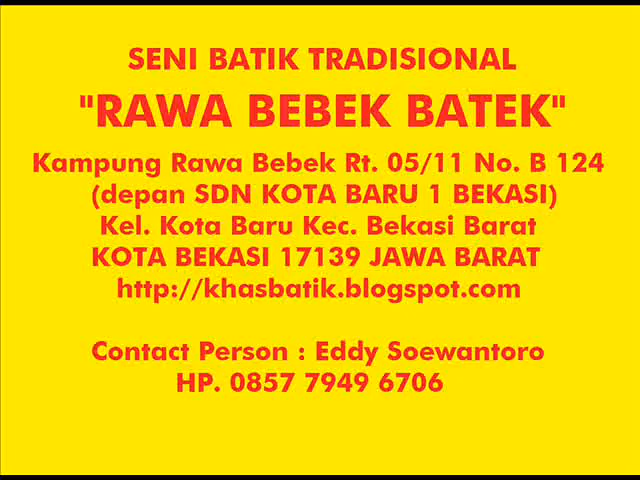 SENI BATIK TRADISIONAL
"RAWA BEBEK BATEK"
Kampung Rawa Bebek Rt. 05/11 No. B 124
(depan SDN KOTA BARU 1 BEKASI)
Kel. Kota Baru Kec. Bekasi Barat
KOTA BEKASI 17139 JAWA BARAT
http://khasbatik.blogspot.com
Contact Person : Eddy Soewantoro
HP. 0857 7949 6706